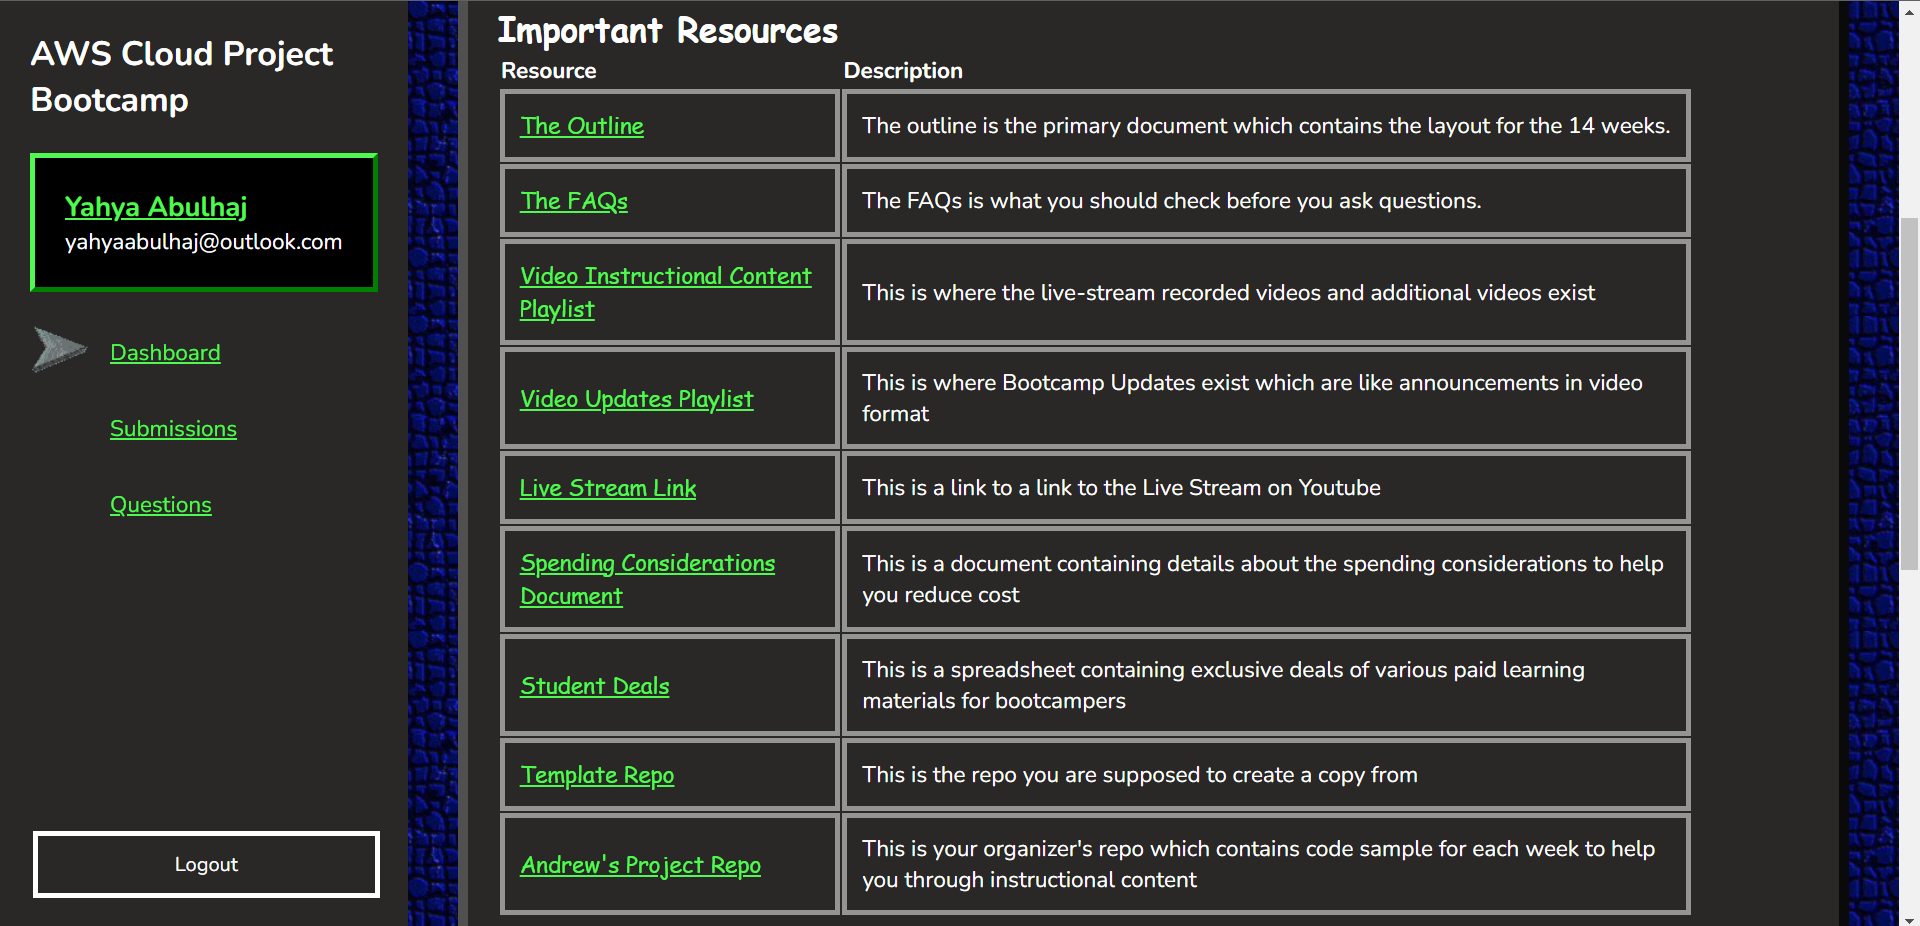 AWS Cloud Project
Bootcamp
Yahya Abulhaj
yahyaabulhaj@outlook.com
Dashboard
Submissions
Questions
Logout
Important Resources
Resource Description
The Outline
The outline is the primary document which contains the layout for the 14 weeks.
The FAQs
The FAQs is what you should check before you ask questions.
Video Instructional Content
Playlist
This is where the live-stream recorded videos and additional videos exist
Video Updates Playlist
This is where Bootcamp Updates exist which are like announcements in video
format
Live Stream Link
This is a link to a link to the Live Stream on Youtube
Spending Considerations
Document
This is a document containing details about the spending considerations to help
you reduce cost
Student Deals
This is a spreadsheet containing exclusive deals of various paid learning
materials for bootcampers
Template Repo
This is the repo you are supposed to create a copy from
Andrew's Project Repo
This is your organizer's repo which contains code sample for each week to help
you through instructional content